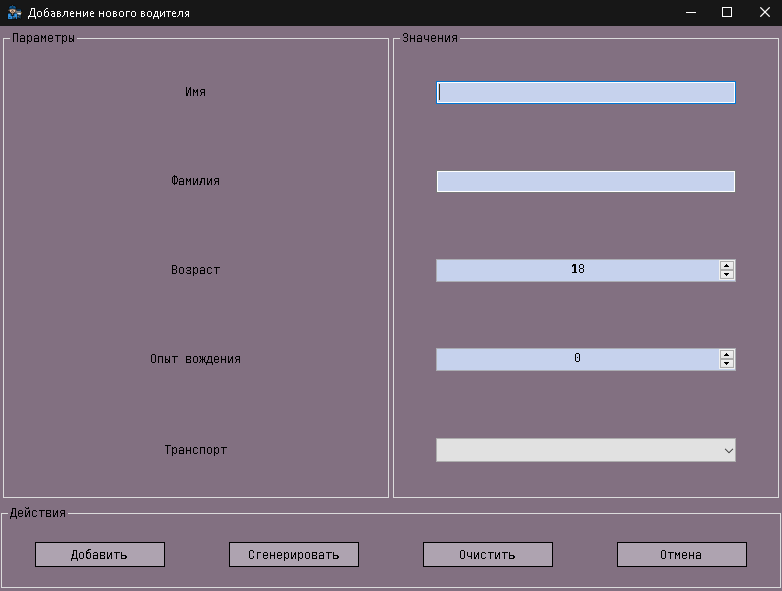 Добавление нового водителя
Параметры
Значения
Имя
Фамилия
Возраст
18
Опыт вождения
0
Транспорт
Действия
Добавить
Сгенерировать
Очистить
Отмена